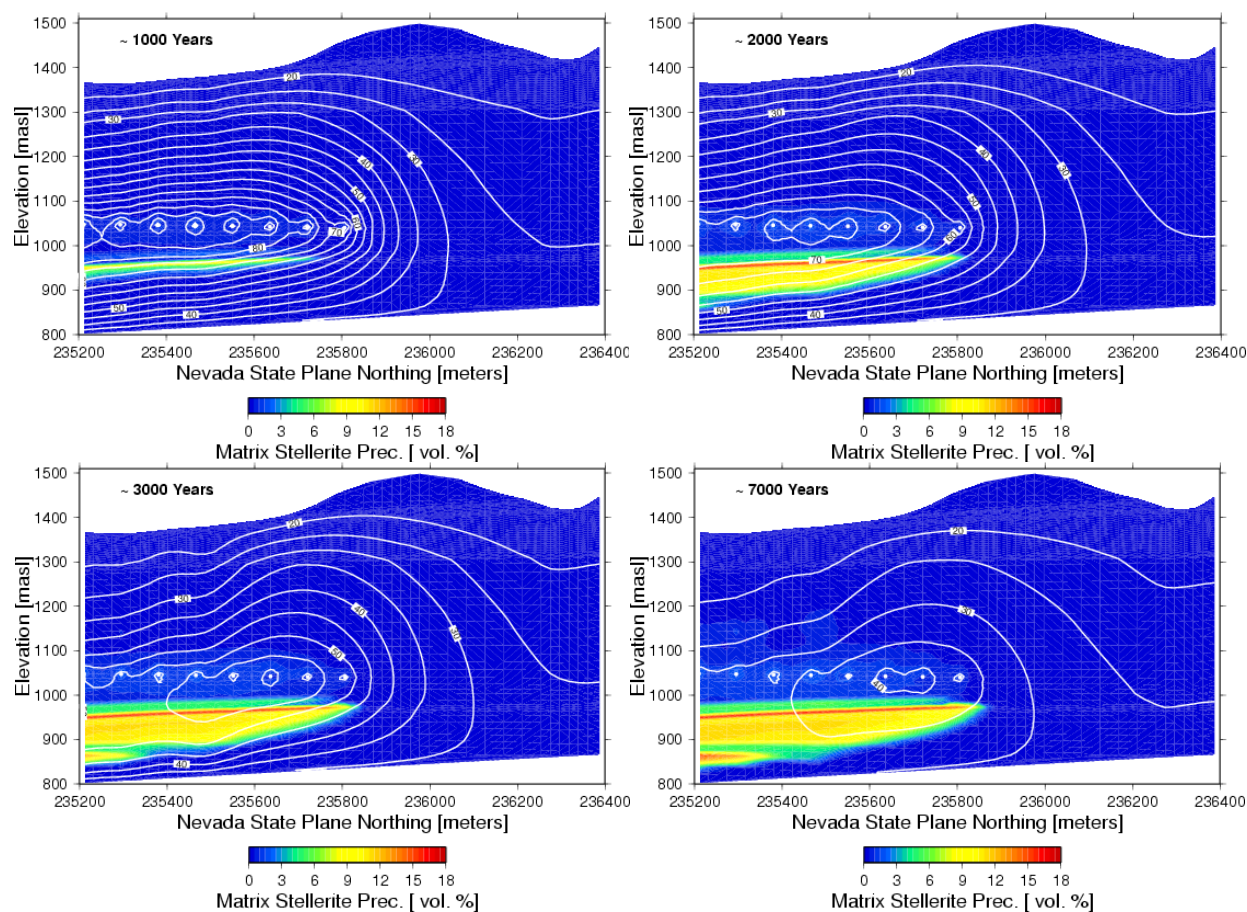 ~ 1000 Years
1500
1400
1300
1200
1100
1000
900
800
Elevation [masl]
20
30
40
30
50
60
70
80
50
40
235200 235400 235600 235800 236000 236200 236400
Nevada State Plane Northing [meters]
0 3 6 9 12 15 18
Matrix Stellerite Prec. [ vol. %]
~ 2000 Years
1500
1400
1300
1200
1100
1000
900
800
Elevation [masl]
20
30
40
30
50
60
70
50
40
235200 235400 235600 235800 236000 236200 236400
Nevada State Plane Northing [meters]
0 3 6 9 12 15 18
Matrix Stellerite Prec. [ vol. %]
~ 3000 Years
1500
1400
1300
1200
1100
1000
900
800
Elevation [masl]
20
30
40
30
50
40
235200 235400 235600 235800 236000 236200 236400
Nevada State Plane Northing [meters]
0 3 6 9 12 15 18
Matrix Stellerite Prec. [ vol. %]
~ 7000 Years
1500
1400
1300
1200
1100
1000
900
800
Elevation [masl]
20
30
40
235200 235400 235600 235800 236000 236200 236400
Nevada State Plane Northing [meters]
0 3 6 9 12 15 18
Matrix Stellerite Prec. [ vol. %]